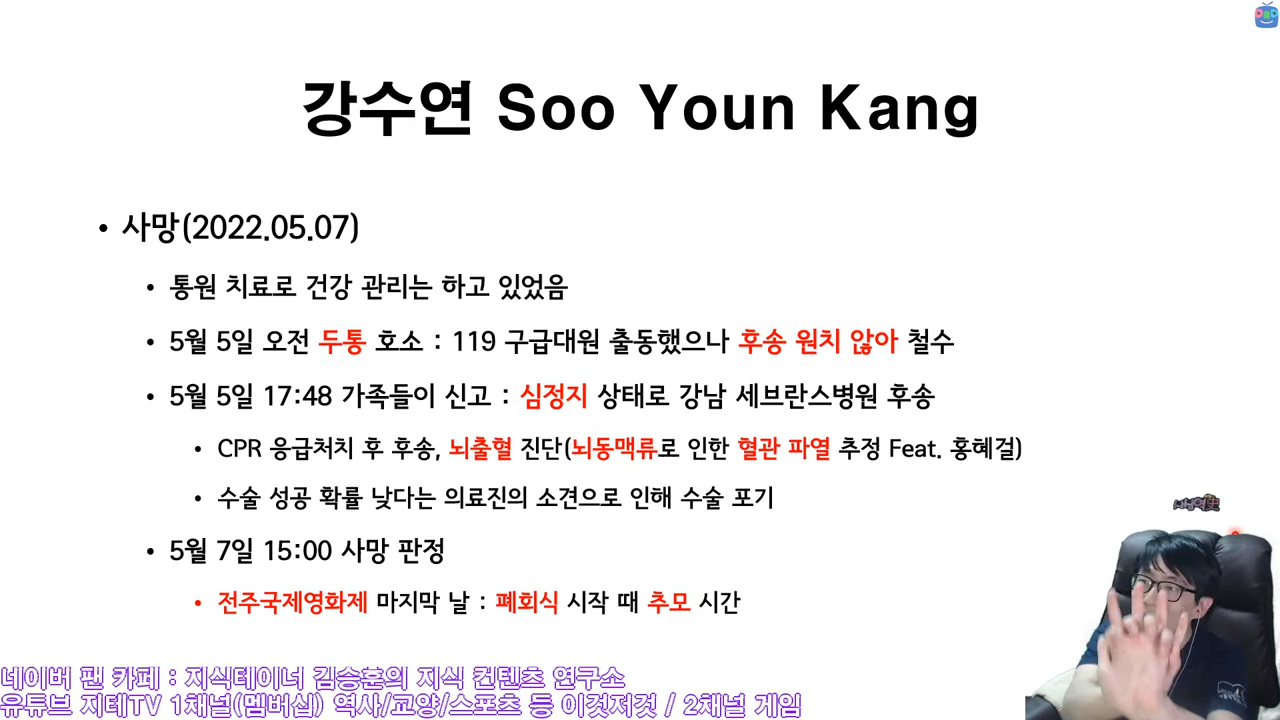 강수연 Soo Youn Kang
• 사망(2022.05.07)
• 통원 치료로 건강 관리는 하고 있었음
• 5월 5일 오전 두통 호소 : 119 구급대원 출동했으나 후송 원치 않아 철수
• 5월 5일 17:48 가족들이 신고 : 심정지 상태로 강남 세브란스병원 후송
• CPR 응급처치 후 후송, 뇌출혈 진단(뇌동맥류로 인한 혈관 파열 추정 Feat. 홍혜걸)
• 수술 성공 확률 낮다는 의료진의 소견으로 인해 수술 포기
• 5월 7일 15:00 사망 판정
• 전주국제영화제 마지막 날 : 폐회식 시작 때 추모 시간
네이버 팬 카페 : 지식테이너 김승훈의 지식 컨텐츠 연구소
유튜브 지테TV 1채널(멤버십) 역사/교양/스포츠 등 이것저것 / 2채널 게임